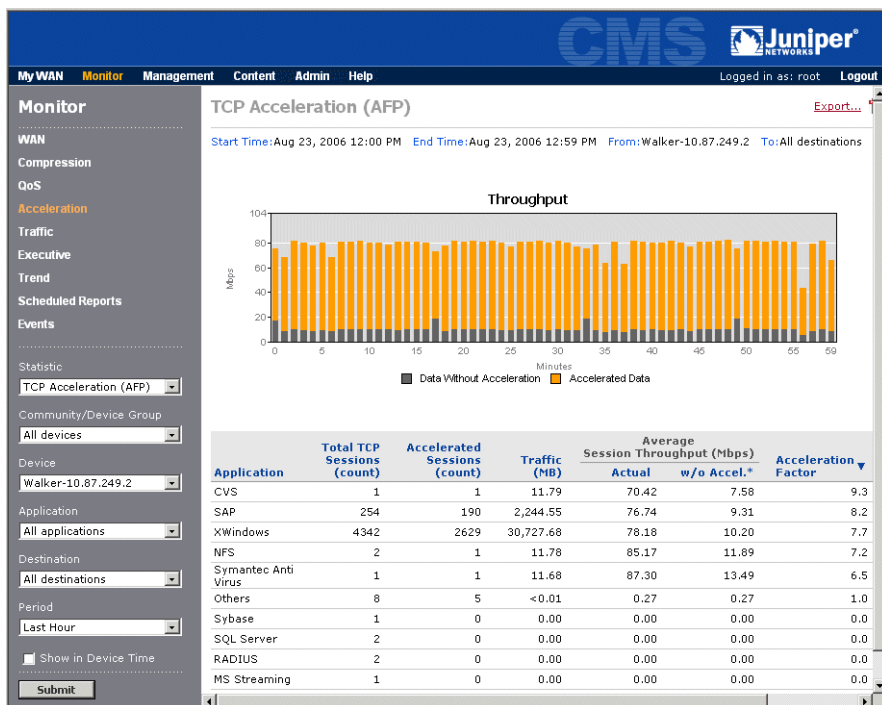 CMS
Juniper®
NETWORKS
My WAN Monitor Management Content Admin Help Logged in as: root Logout
Monitor
WAN
Compression
QoS
Acceleration
Traffic
Executive
Trend
Scheduled Reports
Events
Statistic
TCP Acceleration (AFP)
Community/Device Group
All devices
Device
Walker-10.87.249.2
Application
All applications
Destination
All destinations
Period
Last Hour
Show in Device Time
Submit
TCP Acceleration (AFP) Export...
Start Time:Aug 23, 2006 12:00 PM End Time:Aug 23, 2006 12:59 PM From:Walker-10.87.249.2 To:All destinations
Throughput
104
80
60
40
20
0
Mbps
0 5 10 15 20 25 30 35 40 45 50 55 59
Minutes
Data Without Acceleration Accelerated Data
Application Total TCP Sessions (count) Accelerated Sessions (count) Traffic (MB) Average Session Throughput (Mbps) Actual w/o Accel.* Acceleration Factor
CVS 1 1 11.79 70.42 7.58 9.3
SAP 254 190 2,244.55 76.74 9.31 8.2
XWindows 4342 2629 30,727.68 78.18 10.20 7.7
NFS 2 1 11.78 85.17 11.89 7.2
Symantec Anti Virus 1 1 11.68 87.30 13.49 6.5
Others 8 5 <0.01 0.27 0.27 1.0
Sybase 1 0 0.00 0.00 0.00 0.0
SQL Server 2 0 0.00 0.00 0.00 0.0
RADIUS 2 0 0.00 0.00 0.00 0.0
MS Streaming 1 0 0.00 0.00 0.00 0.0